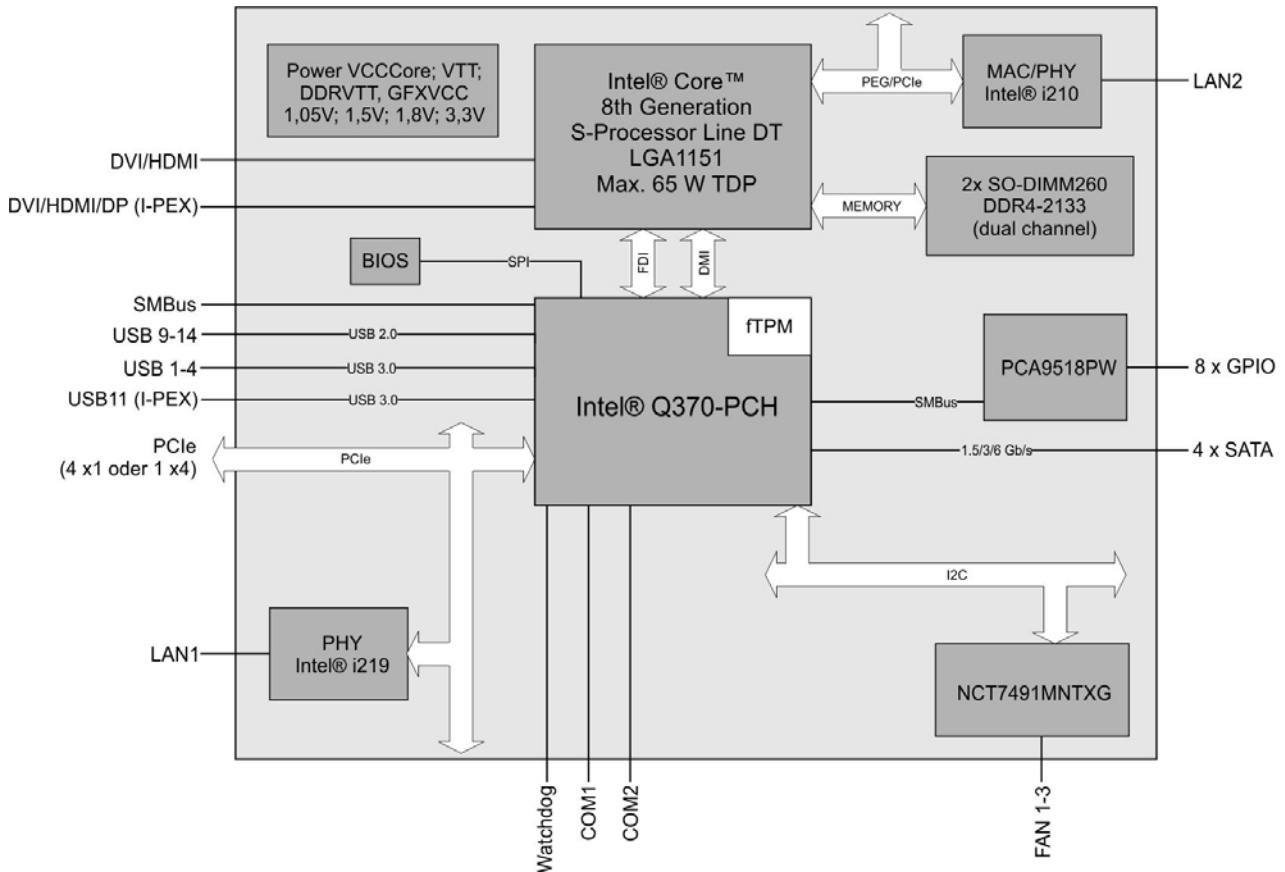 Power VCCCore; VTT;
DDRVTT, GFXVCC
1,05V; 1,5V; 1,8V; 3,3V
Intel® Core™
8th Generation
S-Processor Line DT
LGA1151
Max. 65 W TDP
PEG/PCIe
MAC/PHY
Intel® i210
LAN2
DVI/HDMI
DVI/HDMI/DP (I-PEX)
MEMORY
2x SO-DIMM260
DDR4-2133
(dual channel)
BIOS
SPI
FDI
DMI
SMBus
USB 9-14
USB 2.0
USB 1-4
USB 3.0
USB11 (I-PEX)
USB 3.0
fTPM
Intel® Q370-PCH
PCA9518PW
8 x GPIO
SMBus
PCIe
(4 x1 oder 1 x4)
PCIe
1.5/3/6 Gb/s
4 x SATA
I2C
LAN1
PHY
Intel® i219
NCT7491MNTXG
Watchdog
COM1
COM2
FAN 1-3